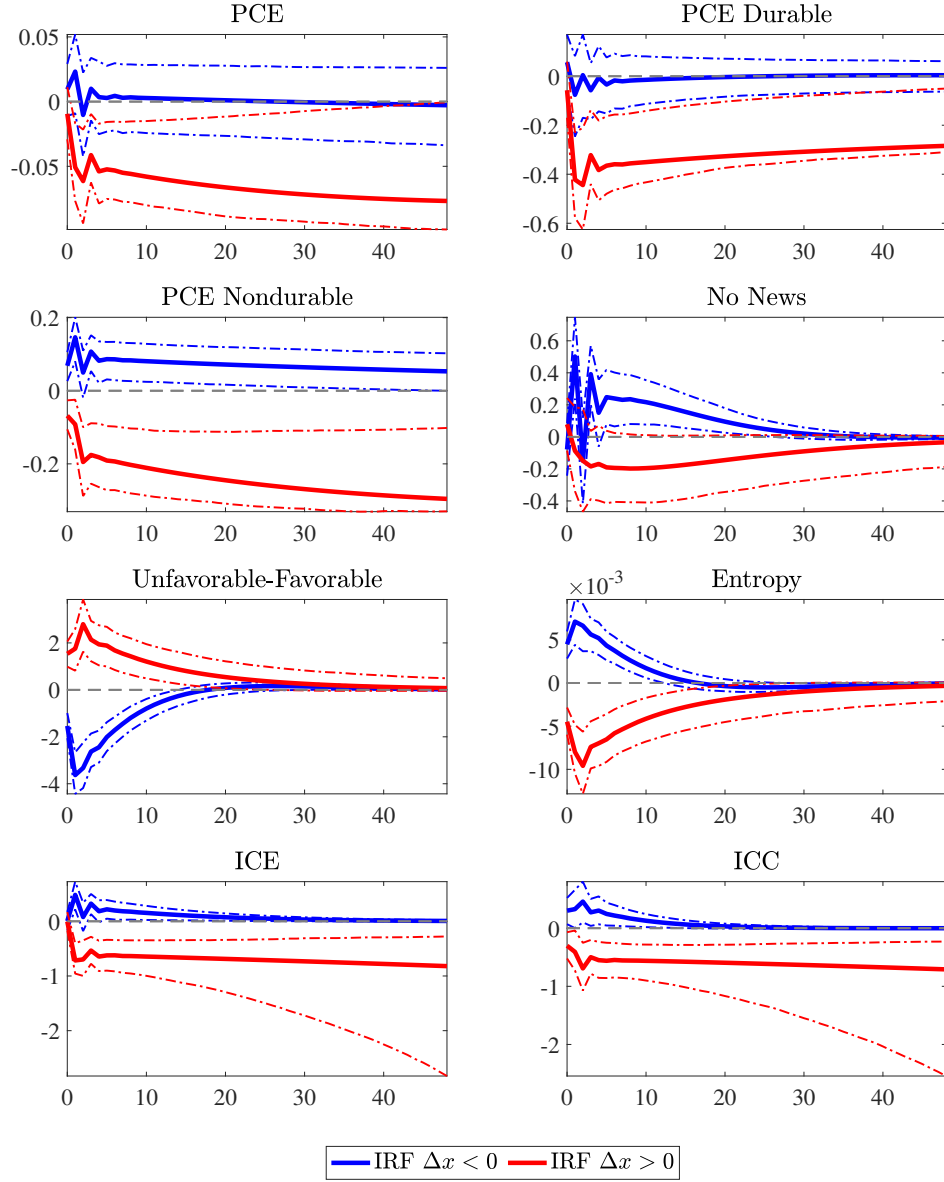 PCE
0.05
0
-0.05
0 10 20 30 40
PCE Durable
0
-0.2
-0.4
-0.6
0 10 20 30 40
PCE Nondurable
0.2
0
-0.2
0 10 20 30 40
No News
0.6
0.4
0.2
0
-0.2
-0.4
0 10 20 30 40
Unfavorable-Favorable
2
0
-2
-4
0 10 20 30 40
Entropy
×10⁻³
5
0
-5
-10
0 10 20 30 40
ICE
0
-1
-2
0 10 20 30 40
ICC
0
-1
-2
0 10 20 30 40
IRF Δx < 0 IRF Δx > 0